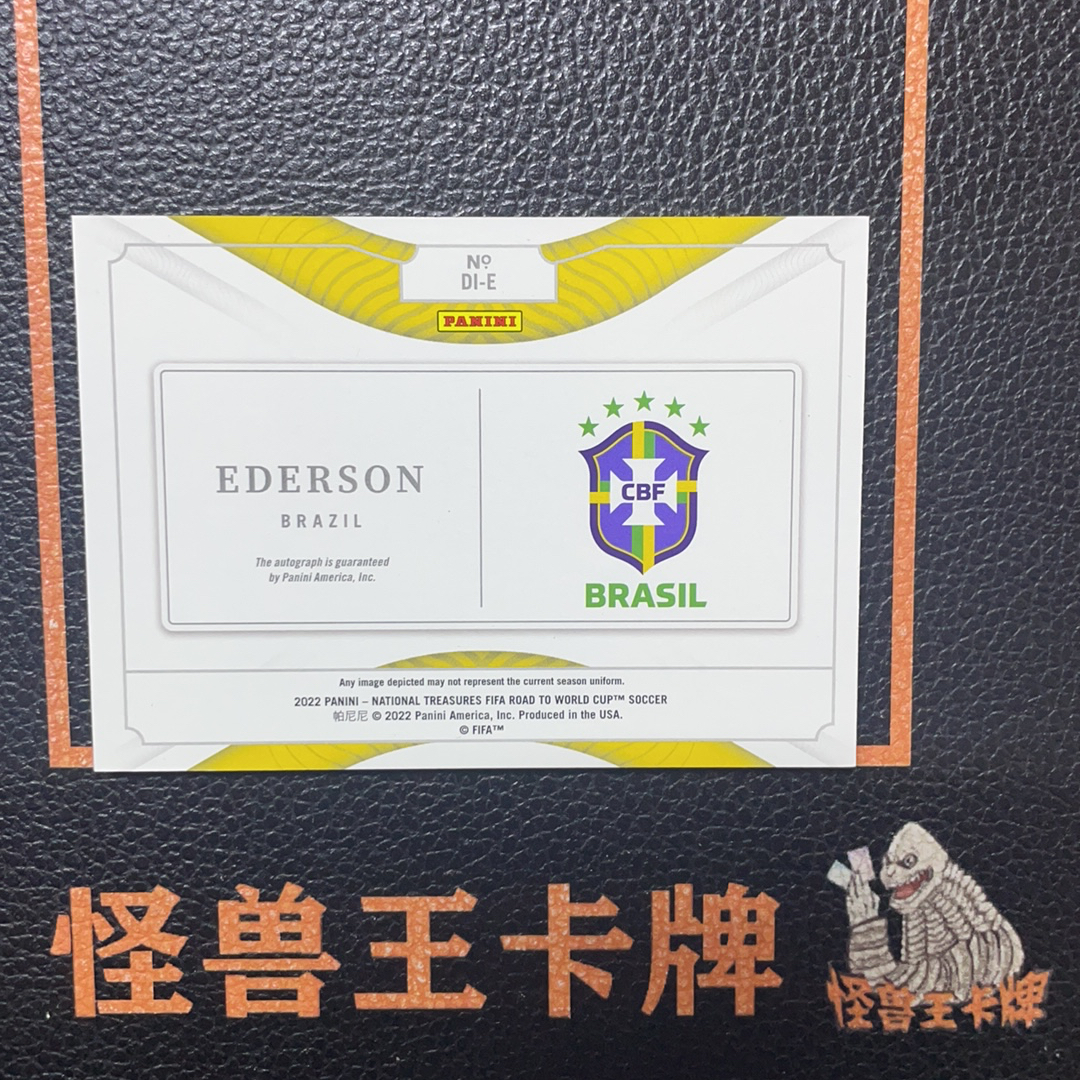 Nº
DI-E
PANINI
EDERSON
BRAZIL
The autograph is guaranteed
by Panini America, Inc.
CBF
BRASIL
Any image depicted may not represent the current season uniform.
2022 PANINI – NATIONAL TREASURES FIFA ROAD TO WORLD CUP™ SOCCER
帕尼尼 © 2022 Panini America, Inc. Produced in the USA.
© FIFA™
怪兽王卡牌
怪兽王卡牌